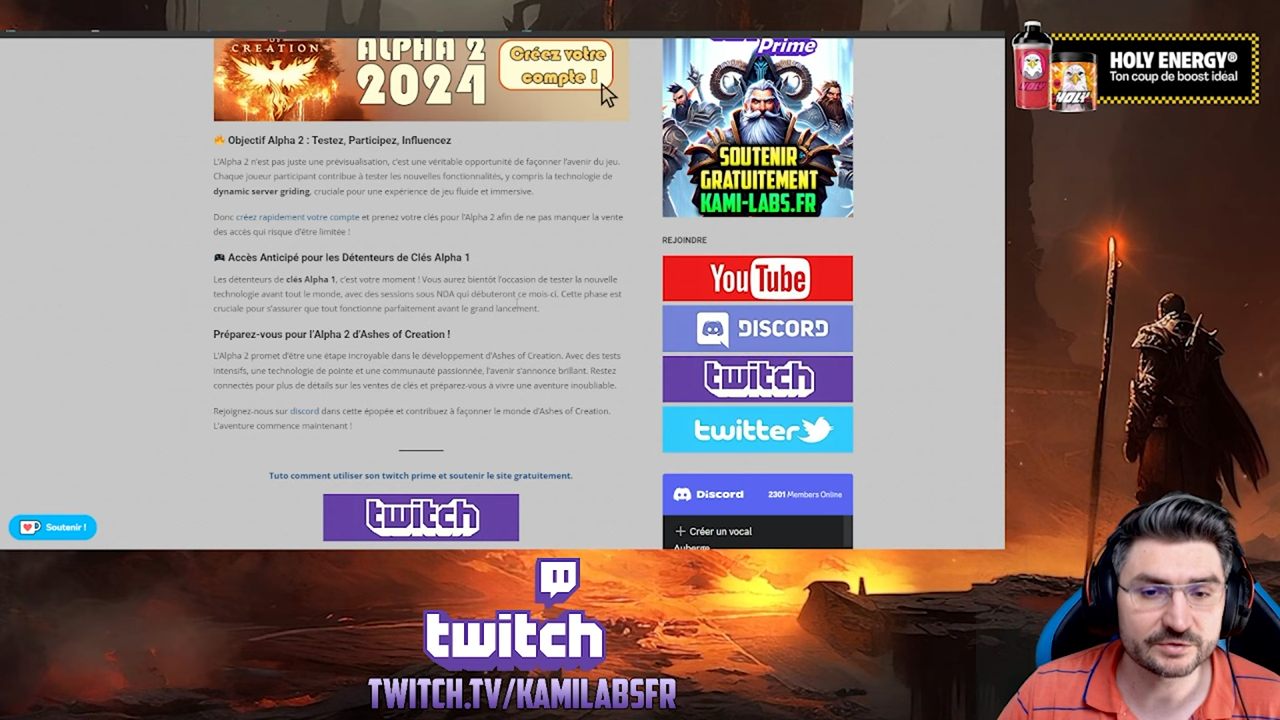 CREATION
ALPHA 2
2024
Créez votre
compte !
🔥 Objectif Alpha 2 : Testez, Participez, Influencez
L'Alpha 2 n'est pas juste une prévisualisation, c'est une véritable opportunité de façonner l'avenir du jeu.
Chaque joueur participant contribue à tester les nouvelles fonctionnalités, y compris la technologie de
dynamic server griding, cruciale pour une expérience de jeu fluide et immersive.
Donc créez rapidement votre compte et prenez votre clés pour l'Alpha 2 afin de ne pas manquer la vente
des accès qui risque d'être limitée !
🎮 Accès Anticipé pour les Détenteurs de Clés Alpha 1
Les détenteurs de clés Alpha 1, c'est votre moment ! Vous aurez bientôt l'occasion de tester la nouvelle
technologie avant tout le monde, avec des sessions sous NDA qui débuteront ce mois-ci. Cette phase est
cruciale pour s'assurer que tout fonctionne parfaitement avant le grand lancement.
Préparez-vous pour l'Alpha 2 d'Ashes of Creation !
L'Alpha 2 promet d'être une étape incroyable dans le développement d'Ashes of Creation. Avec des tests
intensifs, une technologie de pointe et une communauté passionnée, l'avenir s'annonce brillant. Restez
connectés pour plus de détails sur les ventes de clés et préparez-vous à vivre une aventure inoubliable.
Rejoignez-nous sur discord dans cette épopée et contribuez à façonner le monde d'Ashes of Creation.
L'aventure commence maintenant !
Tuto comment utiliser son twitch prime et soutenir le site gratuitement.
twitch
Soutenir !
Prime
SOUTENIR
GRATUITEMENT
KAMI-LABS.FR
REJOINDRE
YouTube
DISCORD
twitch
twitter
Discord
2301 Members Online
+ Créer un vocal
Auberge
HOLY ENERGY®
Ton coup de boost idéal
HOLY
HOLY
twitch
TWITCH.TV/KAMILABSFR